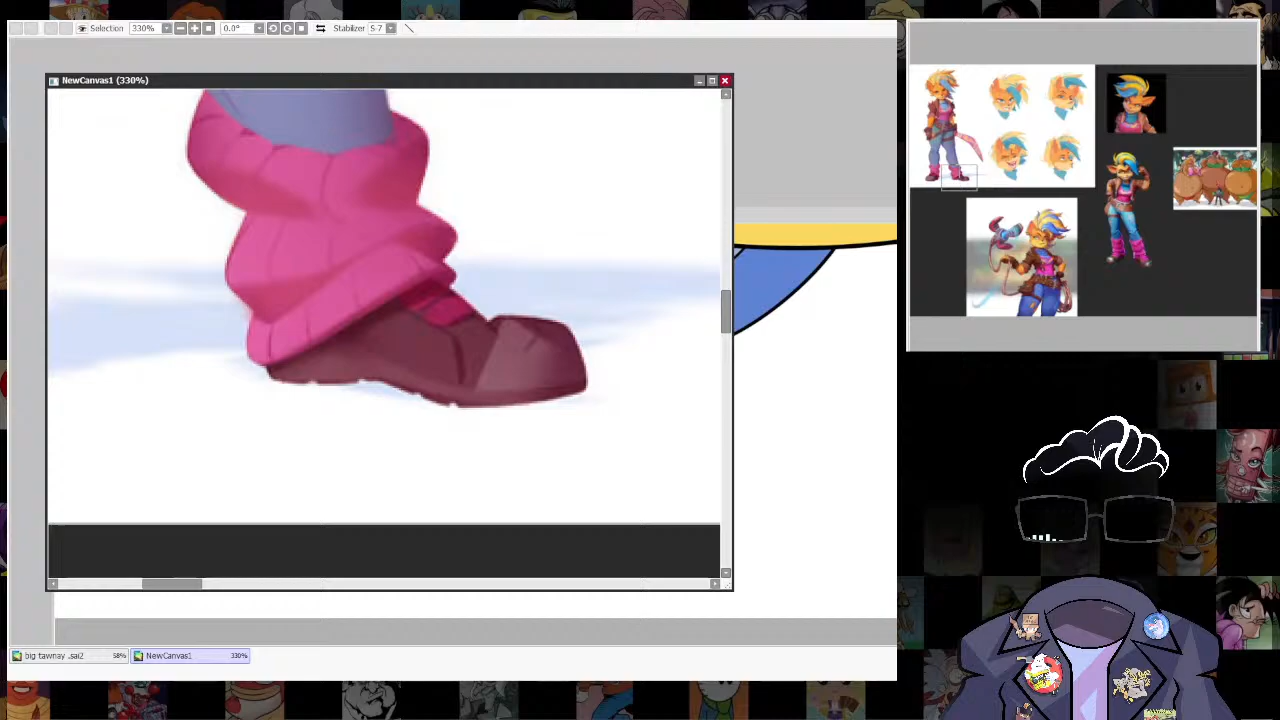 Selection 330% 0.0° Stabilizer S-7
NewCanvas1 (330%)
big tawnay .sai2 58% NewCanvas1 330%